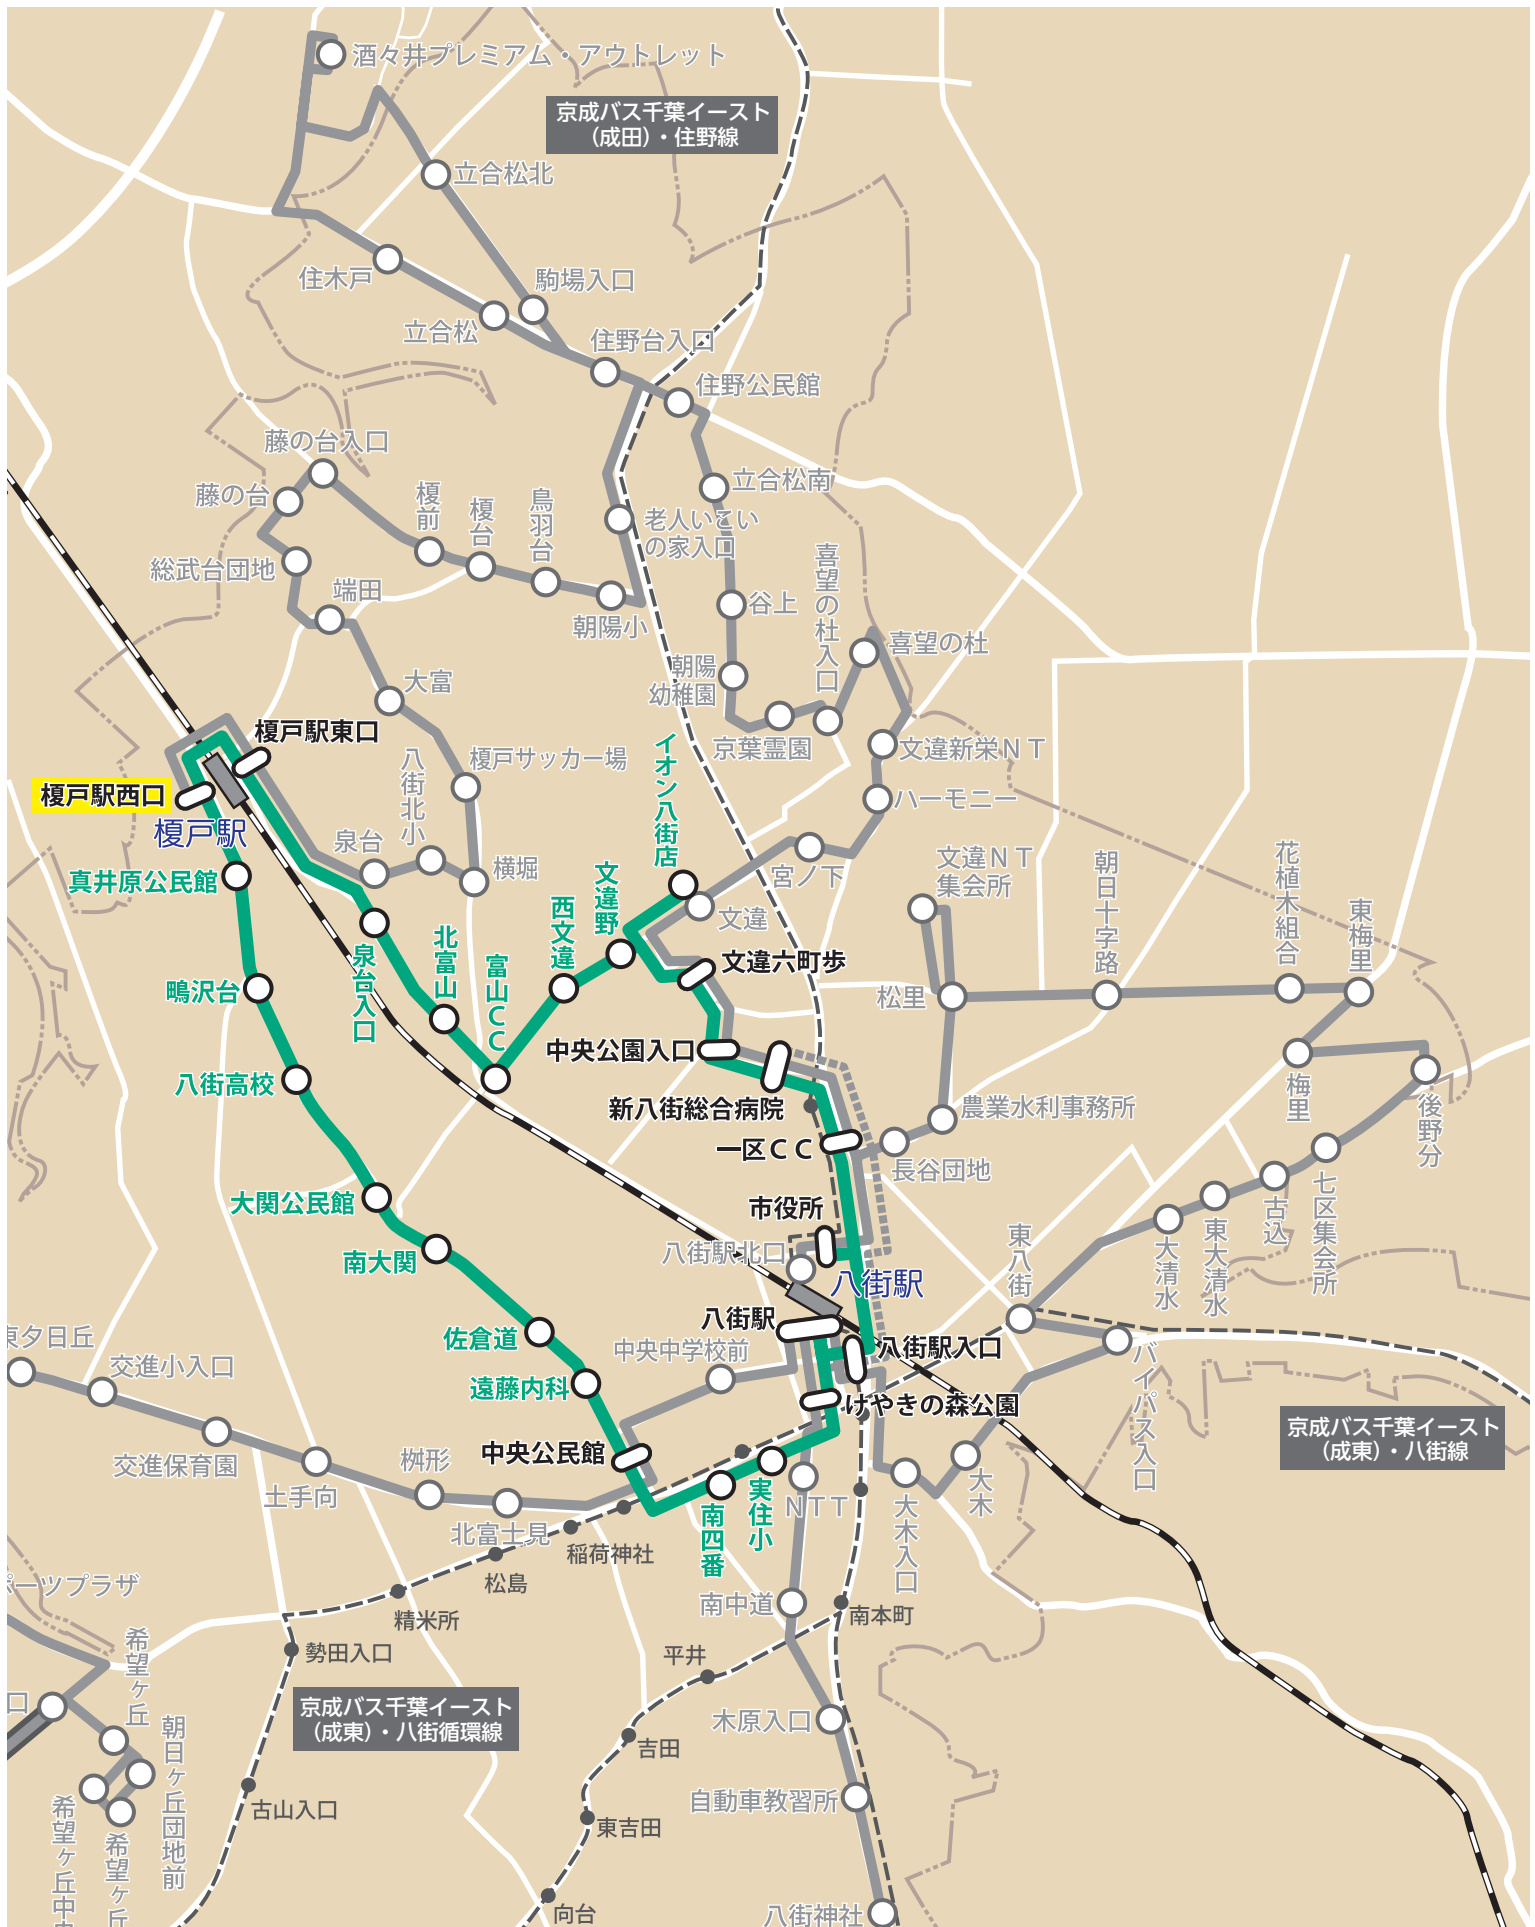 酒々井プレミアム・アウトレット
京成バス千葉イースト
(成田)・住野線
立合松北
住木戸
駒場入口
立合松
住野台入口
住野公民館
藤の台入口
藤の台
榎前
榎台
鳥羽台
立合松南
老人いこい
の家入口
総武台団地
端田
朝陽小
谷上
喜望の杜入口
喜望の杜
朝陽
幼稚園
大富
京葉霊園
文違新栄NT
榎戸駅東口
榎戸サッカー場
八街北小
イオン八街店
榎戸駅西口
榎戸駅
ハーモニー
泉台
横堀
宮ノ下
文違NT
集会所
朝日十字路
花植木組合
東梅里
真井原公民館
文違野
西文違
文違
北富山
富山CC
泉台入口
文違六町歩
鴫沢台
松里
中央公園入口
八街高校
新八街総合病院
農業水利事務所
梅里
後野分
一区CC
長谷団地
大関公民館
市役所
七区集会所
古込
東大清水
大清水
東八街
南大関
八街駅北口
八街駅
八街駅
佐倉道
中央中学校前
八街駅入口
東夕日丘
交進小入口
遠藤内科
けやきの森公園
バイパス入口
京成バス千葉イースト
(成東)・八街線
交進保育園
土手向
桝形
中央公民館
大木
大木入口
NTT
実住小
南四番
北富士見
稲荷神社
松島
ポーツプラザ
精米所
南中道
南本町
希望ヶ丘
勢田入口
平井
口
朝日ヶ丘団地前
京成バス千葉イースト
(成東)・八街循環線
木原入口
吉田
希望ヶ丘中央
希望ヶ丘
古山入口
東吉田
自動車教習所
向台
八街神社